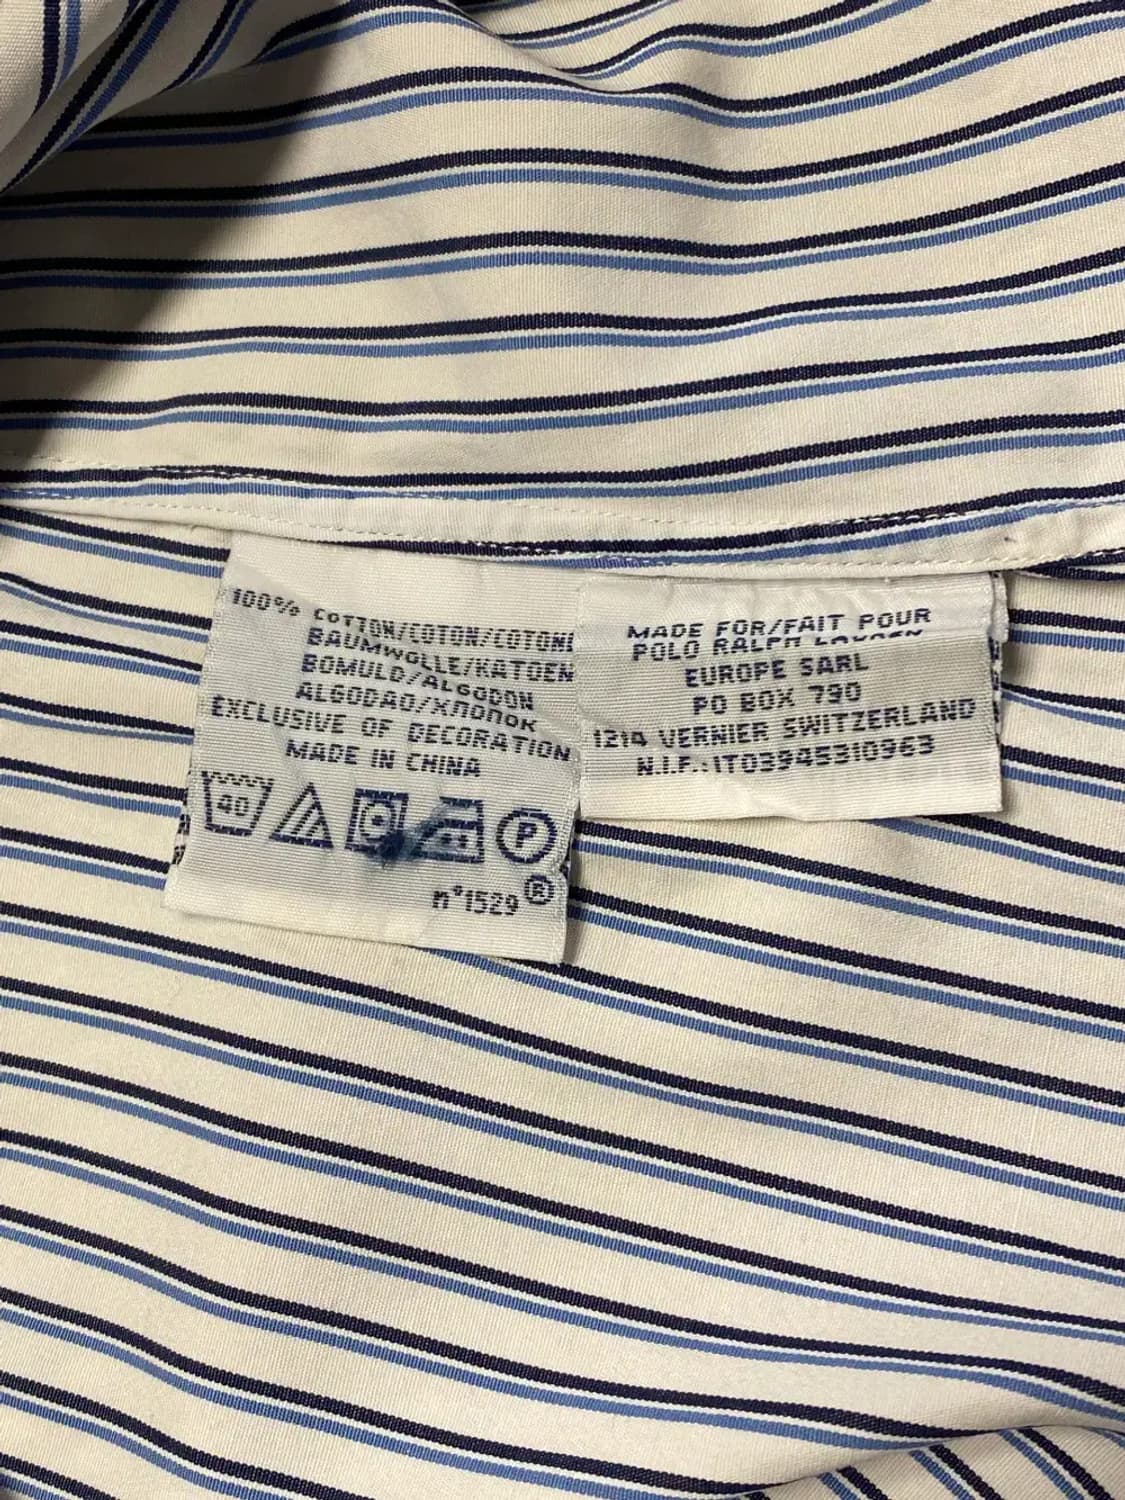 100% COTTON/COTON/COTONE
BAUMWOLLE/KATOEN
BOMULD/ALGODON
ALGODAO/ХЛОПОК
EXCLUSIVE OF DECORATION
MADE IN CHINA
40
P
n°1529 ®
MADE FOR/FAIT POUR
POLO RALPH LAUREN
EUROPE SARL
PO BOX 790
1214 VERNIER SWITZERLAND
N.I.F.:IT03945310963